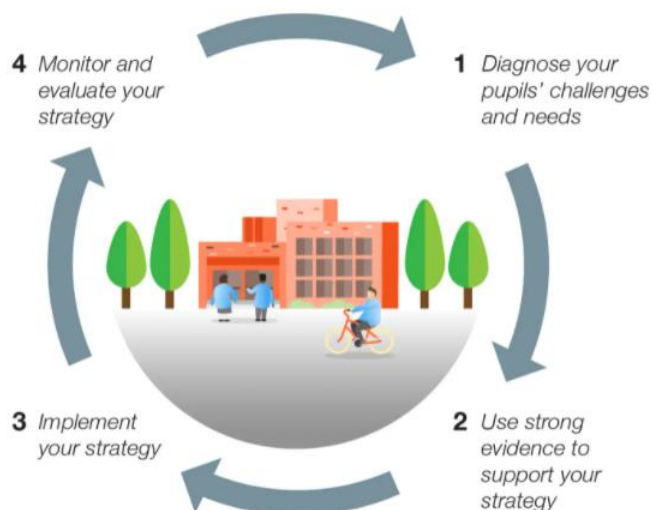 1 Diagnose your
pupils' challenges
and needs
2 Use strong
evidence to
support your
strategy
3 Implement
your strategy
4 Monitor and
evaluate your
strategy